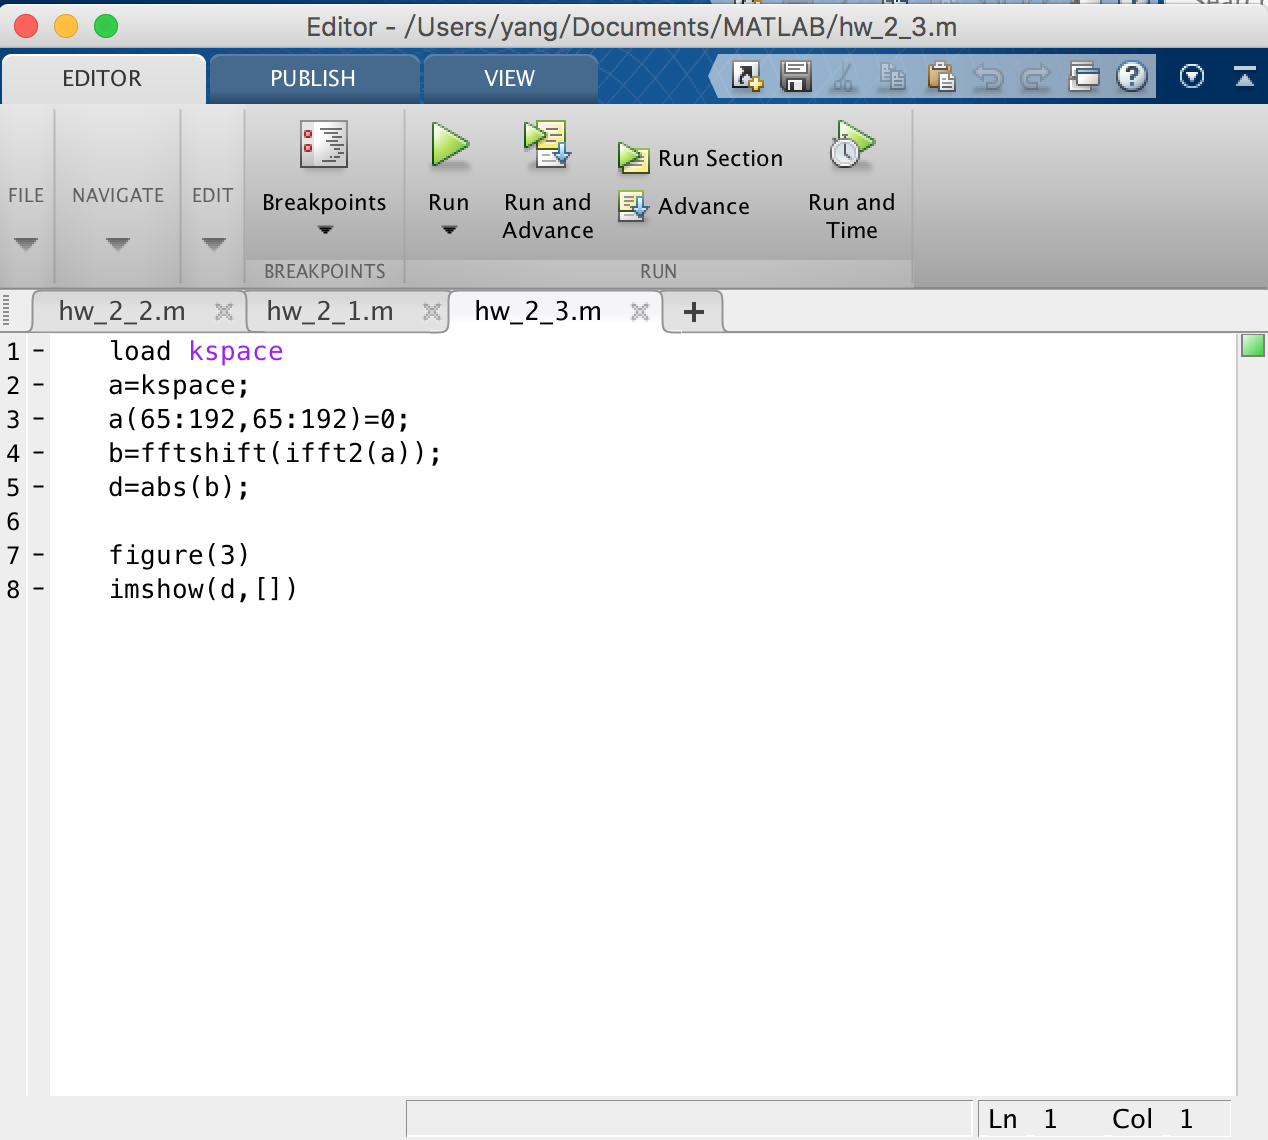 Editor - /Users/yang/Documents/MATLAB/hw_2_3.m
EDITOR
PUBLISH
VIEW
FILE
NAVIGATE
EDIT
Breakpoints
BREAKPOINTS
Run
Run and
Advance
Run Section
Advance
Run and
Time
RUN
hw_2_2.m
hw_2_1.m
hw_2_3.m
1 load kspace
2 a=kspace;
3 a(65:192,65:192)=0;
4 b=fftshift(ifft2(a));
5 d=abs(b);
6
7 figure(3)
8 imshow(d,[])
Ln 1 Col 1